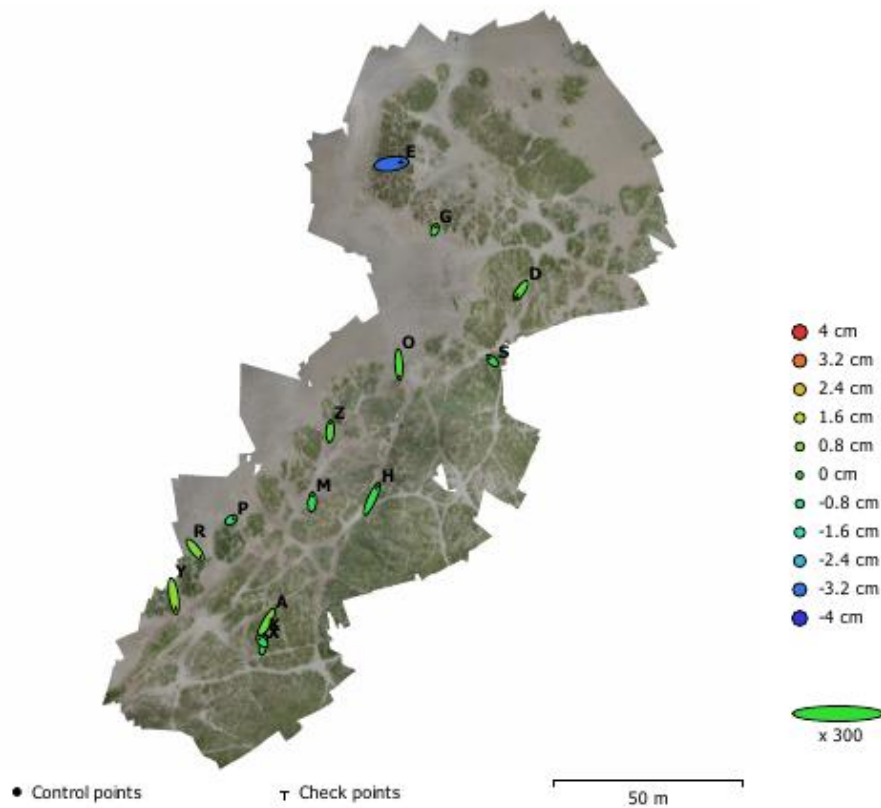 E
G
D
O
S
Z
H
M
P
R
Y
A
X
4 cm
3.2 cm
2.4 cm
1.6 cm
0.8 cm
0 cm
-0.8 cm
-1.6 cm
-2.4 cm
-3.2 cm
-4 cm
x 300
Control points
Check points
50 m